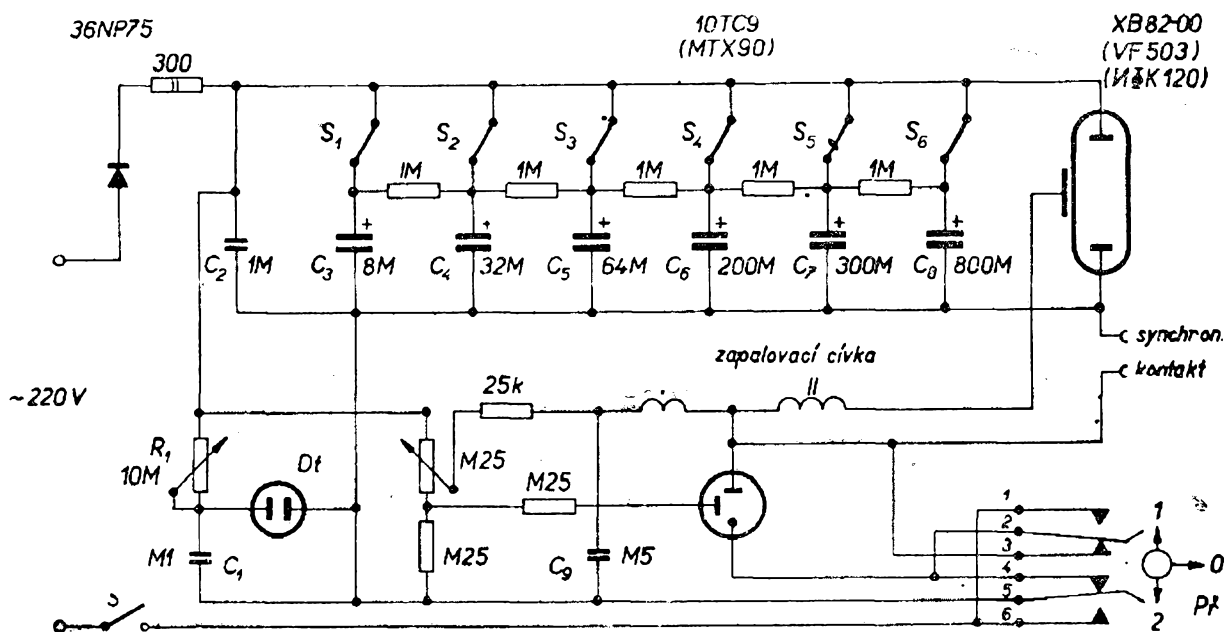 36NP75
10TC9
(MTX90)
XB82-00
(VF503)
(ИФК120)
300
S1
S2
S3
S4
S5
S6
1M
1M
1M
1M
1M
C2
1M
C3
8M
C4
32M
C5
64M
C6
200M
C7
300M
C8
800M
+
+
+
+
+
+
synchron.
kontakt
zapalovací cívka
II
25k
~220V
R1
10M
Dt
M25
M25
M25
M1
C1
C9
M5
S
1
2
3
4
5
6
1
0
2
Př